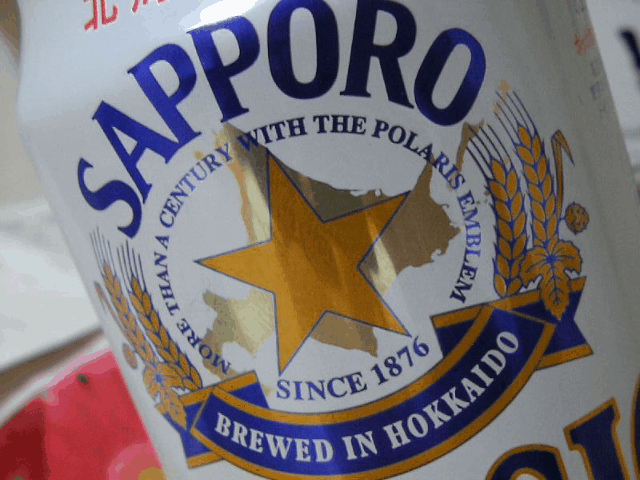 SAPPORO
MORE THAN A CENTURY WITH THE POLARIS EMBLEM
SINCE 1876
BREWED IN HOKKAIDO